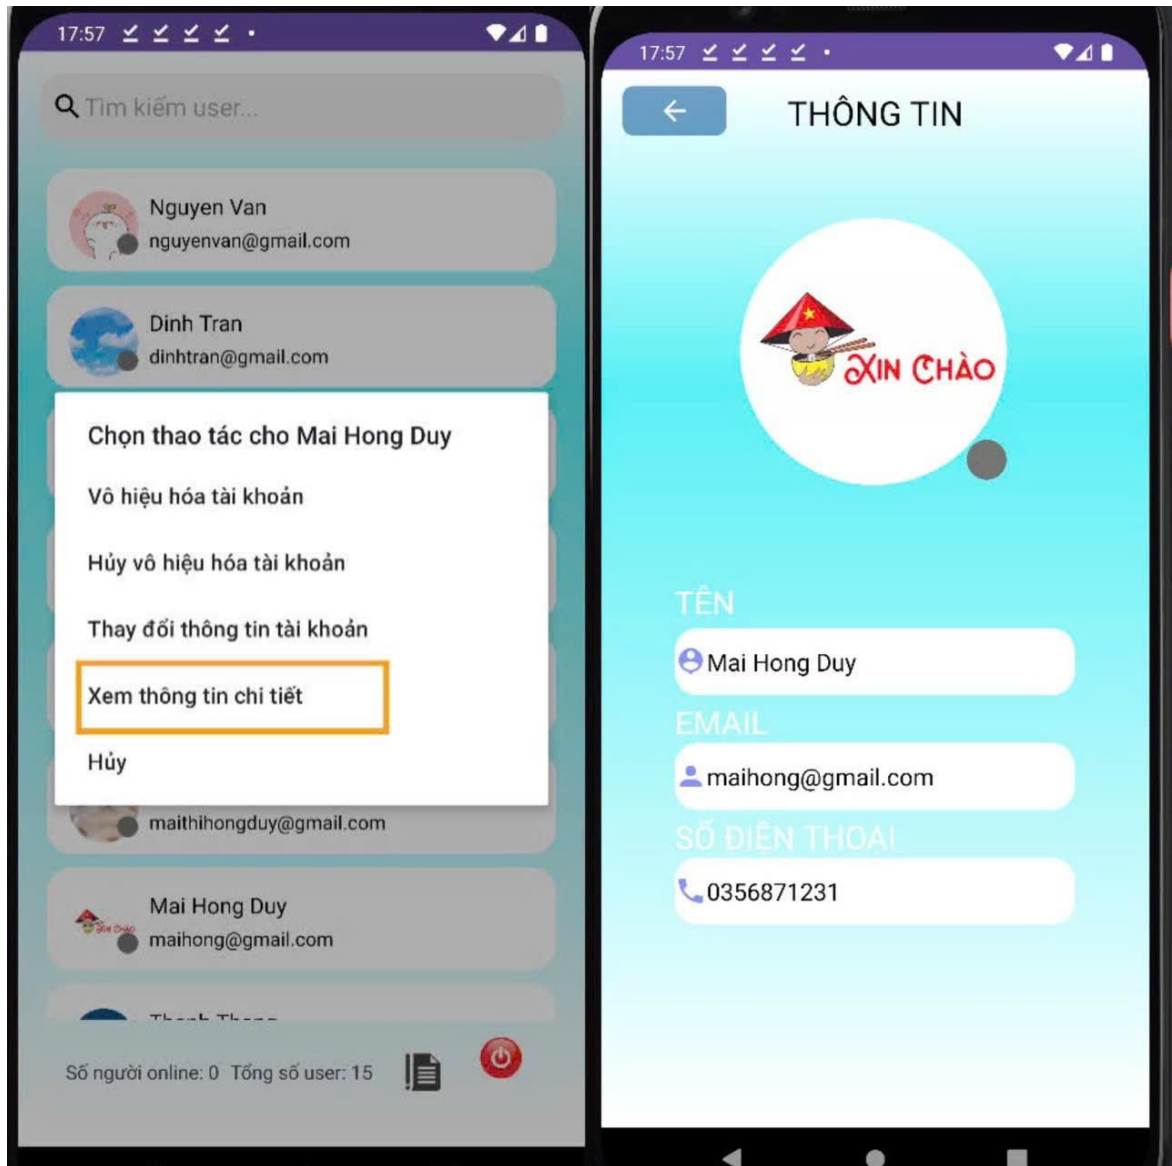 17:57
Tìm kiếm user...
Nguyen Van
nguyenvan@gmail.com
Dinh Tran
dinhtran@gmail.com
Chọn thao tác cho Mai Hong Duy
Vô hiệu hóa tài khoản
Hủy vô hiệu hóa tài khoản
Thay đổi thông tin tài khoản
Xem thông tin chi tiết
Hủy
maithihongduy@gmail.com
XIN CHÀO
Mai Hong Duy
maihong@gmail.com
Số người online: 0 Tổng số user: 15
17:57
THÔNG TIN
XIN CHÀO
TÊN
Mai Hong Duy
EMAIL
maihong@gmail.com
SỐ ĐIỆN THOẠI
0356871231